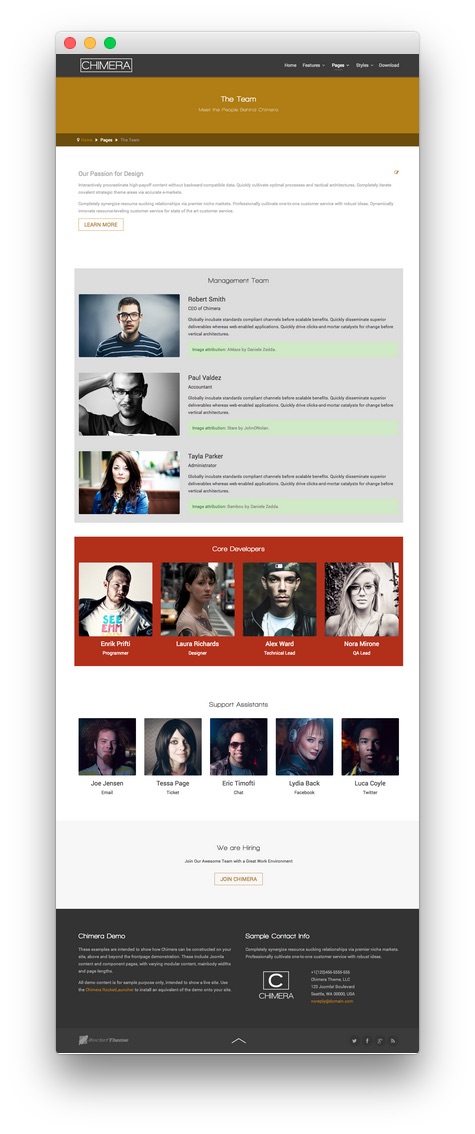 CHIMERA
Home Features Pages Styles Download
The Team
Meet the People Behind Chimera
Home Pages The Team
Our Passion for Design
Interactively procrastinate high-payoff content without backward-compatible data. Quickly cultivate optimal processes and tactical architectures. Completely iterate
covalent strategic theme areas via accurate e-markets.
Completely synergize resource sucking relationships via premier niche markets. Professionally cultivate one-to-one customer service with robust ideas. Dynamically
innovate resource-leveling customer service for state of the art customer service.
LEARN MORE
Management Team
Robert Smith
CEO of Chimera
Globally incubate standards compliant channels before scalable benefits. Quickly disseminate superior
deliverables whereas web-enabled applications. Quickly drive clicks-and-mortar catalysts for change before
vertical architectures.
Image attribution: Mirkos by Daniele Zedda.
Paul Valdez
Accountant
Globally incubate standards compliant channels before scalable benefits. Quickly disseminate superior
deliverables whereas web-enabled applications. Quickly drive clicks-and-mortar catalysts for change before
vertical architectures.
Image attribution: Stare by JohnONolan.
Tayla Parker
Administrator
Globally incubate standards compliant channels before scalable benefits. Quickly disseminate superior
deliverables whereas web-enabled applications. Quickly drive clicks-and-mortar catalysts for change before
vertical architectures.
Image attribution: Bamboo by Daniele Zedda.
Core Developers
SEE
EMM
Enrik Prifti Laura Richards Alex Ward Nora Mirone
Programmer Designer Technical Lead QA Lead
Support Assistants
Joe Jensen Tessa Page Eric Timofti Lydia Back Luca Coyle
Email Ticket Chat Facebook Twitter
We are Hiring
Join Our Awesome Team with a Great Work Environment
JOIN CHIMERA
Chimera Demo
These examples are intended to show how Chimera can be constructed on your
site, above and beyond the frontpage demonstration. These include Joomla
content and component pages, with varying modular content, mainbody widths
and page lengths.
All demo content is for sample purpose only, intended to show a live site. Use
the Chimera RocketLauncher to install an equivalent of the demo onto your site.
Sample Contact Info
Completely synergize resource sucking relationships via premier niche markets.
Professionally cultivate one-to-one customer service with robust ideas.
C
CHIMERA
+1(123)456-5555-555
Chimera Theme, LLC
123 Joomla! Boulevard
Seattle, WA 00000, USA
noreply@domain.com
RocketTheme